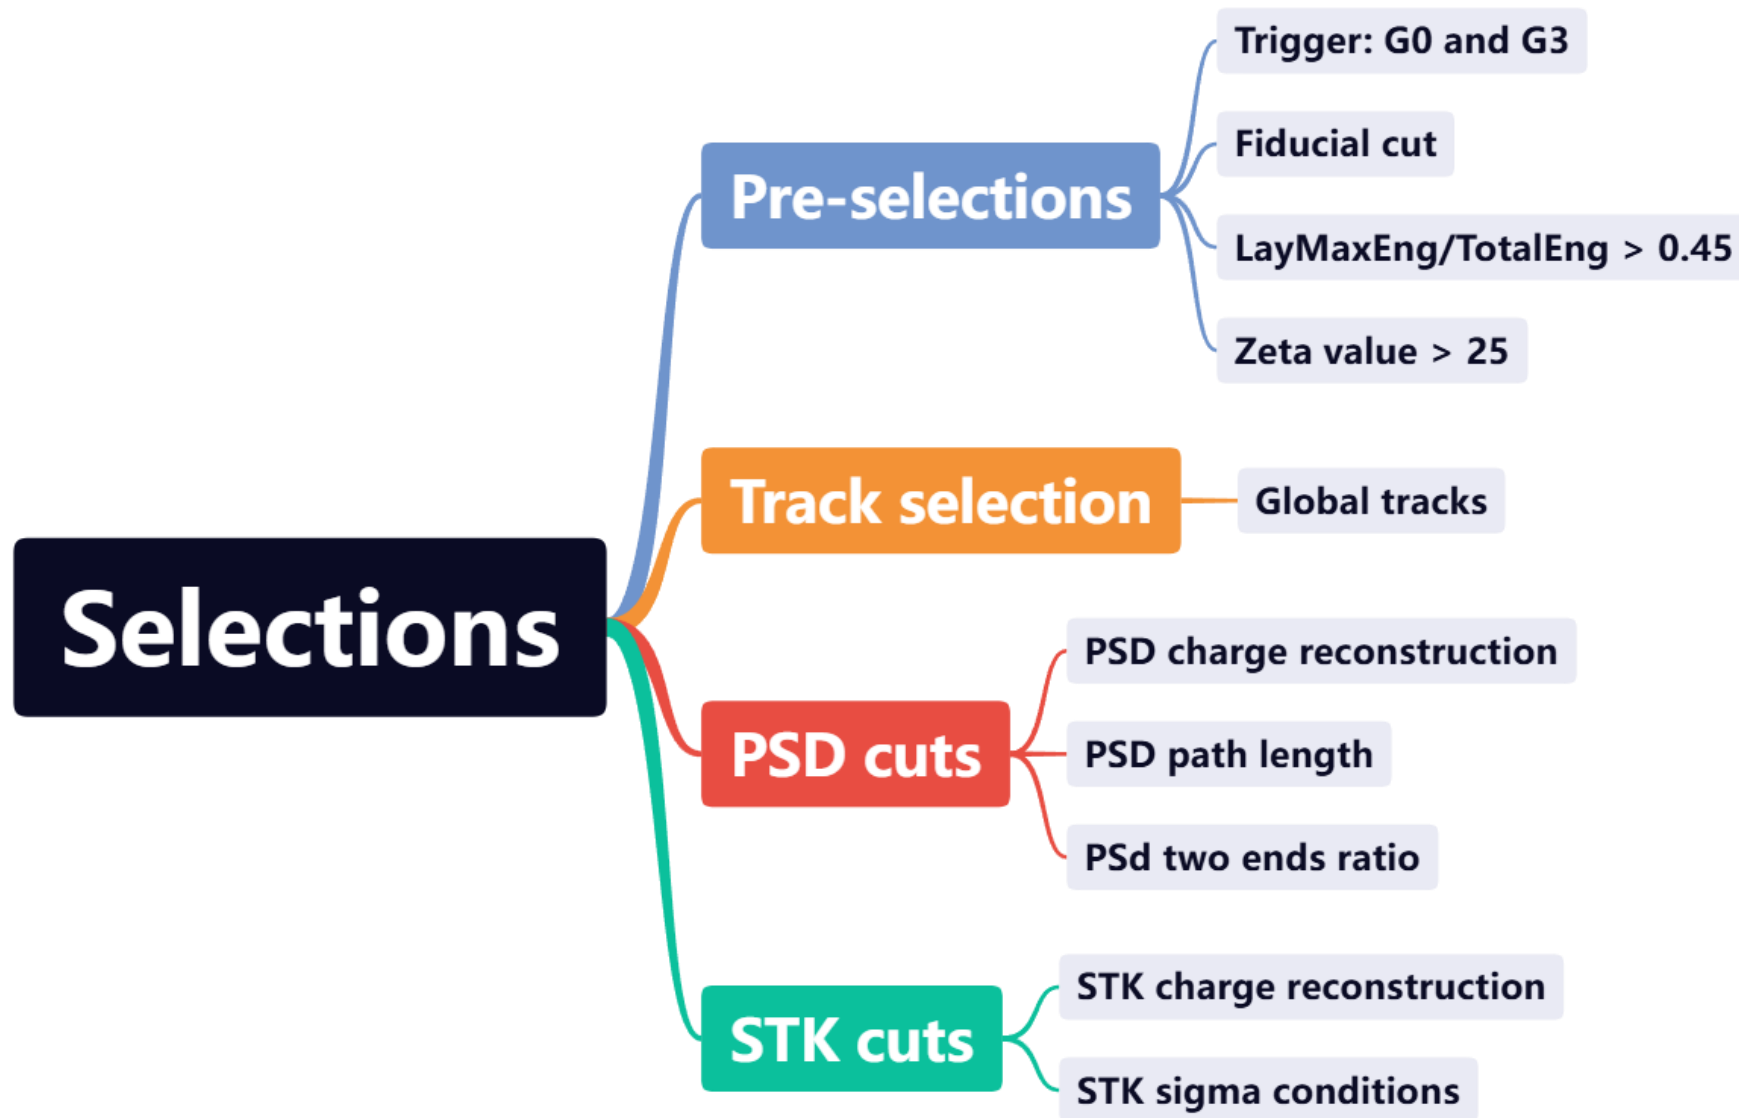 Selections
Pre-selections
Trigger: G0 and G3
Fiducial cut
LayMaxEng/TotalEng > 0.45
Zeta value > 25
Track selection
Global tracks
PSD cuts
PSD charge reconstruction
PSD path length
PSd two ends ratio
STK cuts
STK charge reconstruction
STK sigma conditions